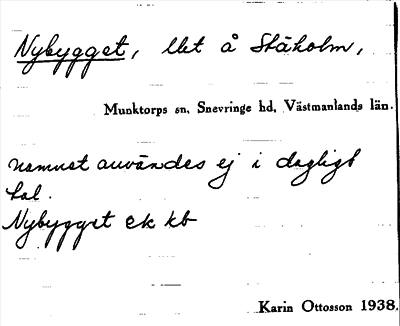 Nybygget, llet å Ståholm,
Munktorps sn, Snevringe hd, Västmanlands län.
namnet användes ej i dagligt
tal.
Nybygget ek kb
Karin Ottosson 1938.